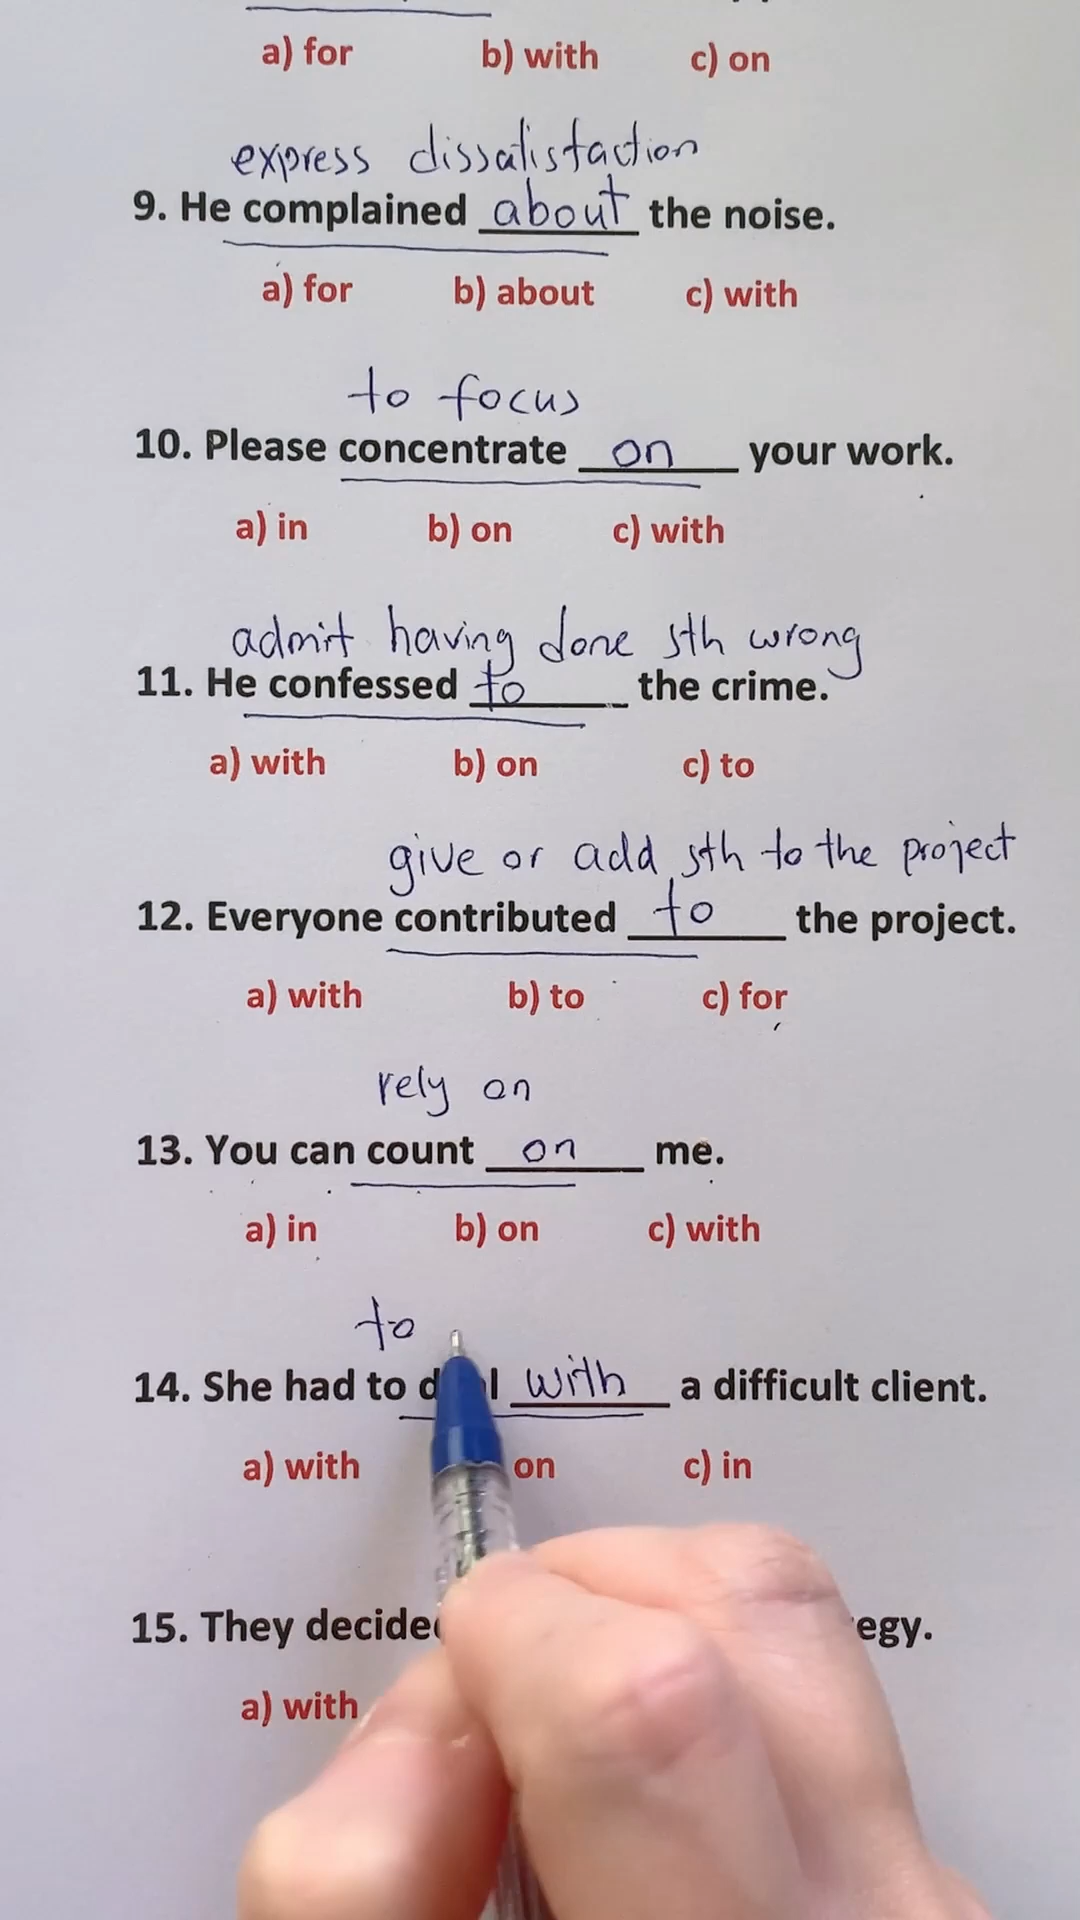 a) for b) with c) on
express dissatisfaction
9. He complained about the noise.
a) for b) about c) with
to focus
10. Please concentrate on your work.
a) in b) on c) with
admit having done sth wrong
11. He confessed to the crime.
a) with b) on c) to
give or add sth to the project
12. Everyone contributed to the project.
a) with b) to c) for
rely on
13. You can count on me.
a) in b) on c) with
to
14. She had to with a difficult client.
a) with on c) in
15. They
a) with